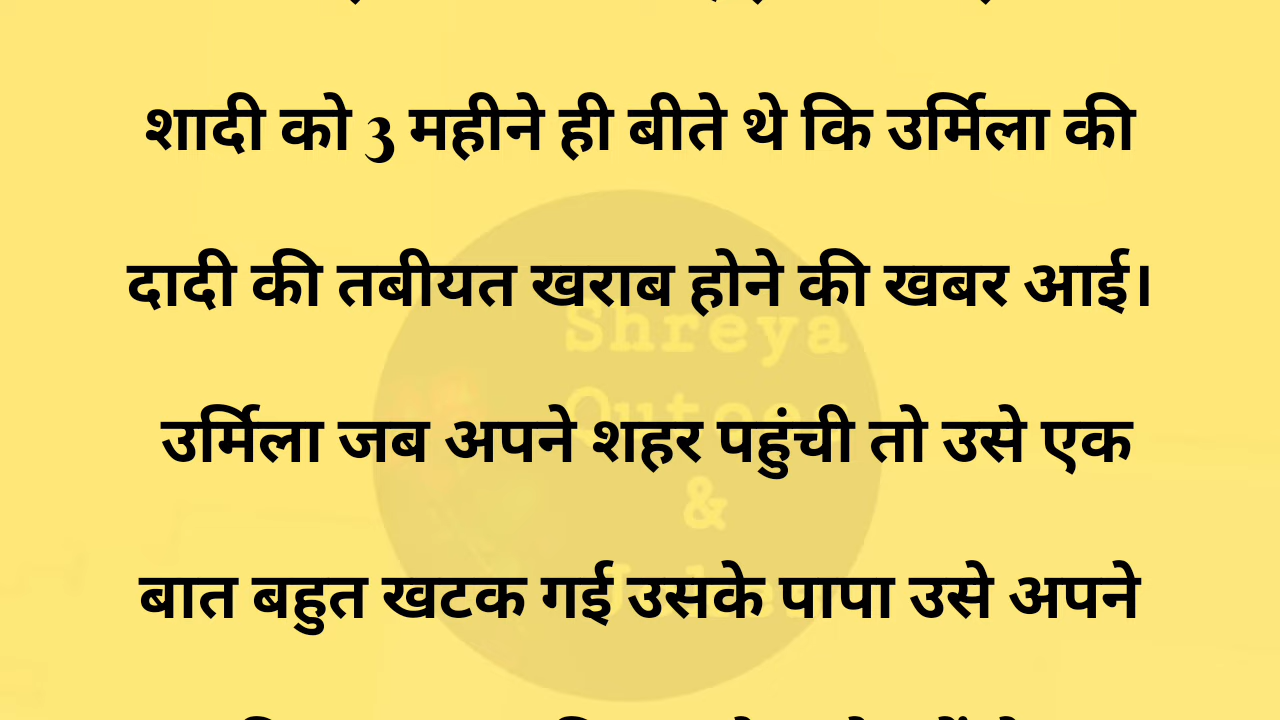 शादी को 3 महीने ही बीते थे कि उर्मिला की
दादी की तबीयत खराब होने की खबर आई।
उर्मिला जब अपने शहर पहुंची तो उसे एक
बात बहुत खटक गई उसके पापा उसे अपने
Shreya
&